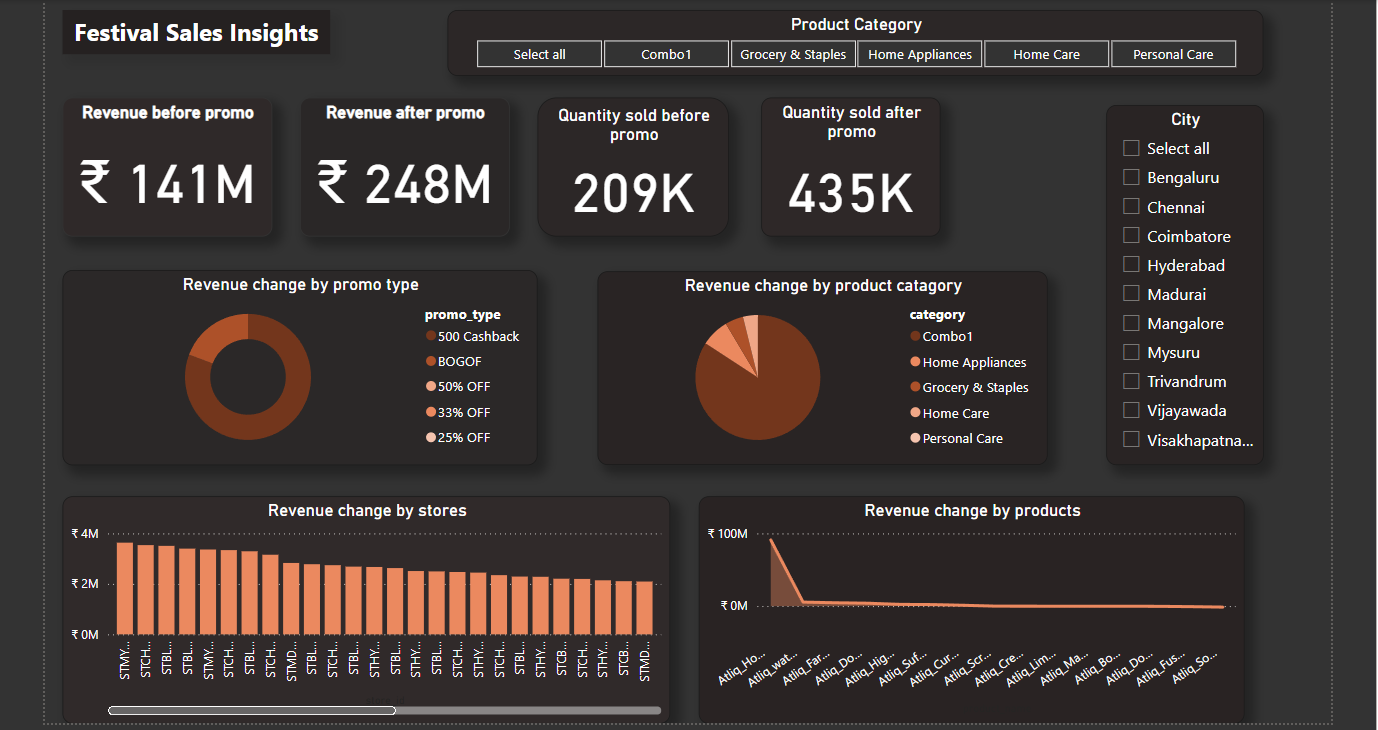 Festival Sales Insights
Product Category
Select all
Combo1
Grocery & Staples
Home Appliances
Home Care
Personal Care
Revenue before promo
₹ 141M
Revenue after promo
₹ 248M
Quantity sold before
promo
209K
Quantity sold after
promo
435K
City
Select all
Bengaluru
Chennai
Coimbatore
Hyderabad
Madurai
Mangalore
Mysuru
Trivandrum
Vijayawada
Visakhapatna...
Revenue change by promo type
promo_type
500 Cashback
BOGOF
50% OFF
33% OFF
25% OFF
Revenue change by product catagory
category
Combo1
Home Appliances
Grocery & Staples
Home Care
Personal Care
Revenue change by stores
₹ 4M
₹ 2M
₹ 0M
STMY...
STCH...
STBL...
STBL...
STMY...
STCH...
STBL...
STCH...
STMD...
STBL...
STCH...
STBL...
STHY...
STBL...
STHY...
STBL...
STCH...
STHY...
STCH...
STBL...
STHY...
STCB...
STCH...
STHY...
STCB...
STMD...
Revenue change by products
₹ 100M
₹ 0M
Atliq_Ho...
Atliq_wat...
Atliq_Far...
Atliq_Do...
Atliq_Hig...
Atliq_Suf...
Atliq_Cur...
Atliq_Scr...
Atliq_Cre...
Atliq_Lim...
Atliq_Ma...
Atliq_Bo...
Atliq_Do...
Atliq_Fus...
Atliq_So...